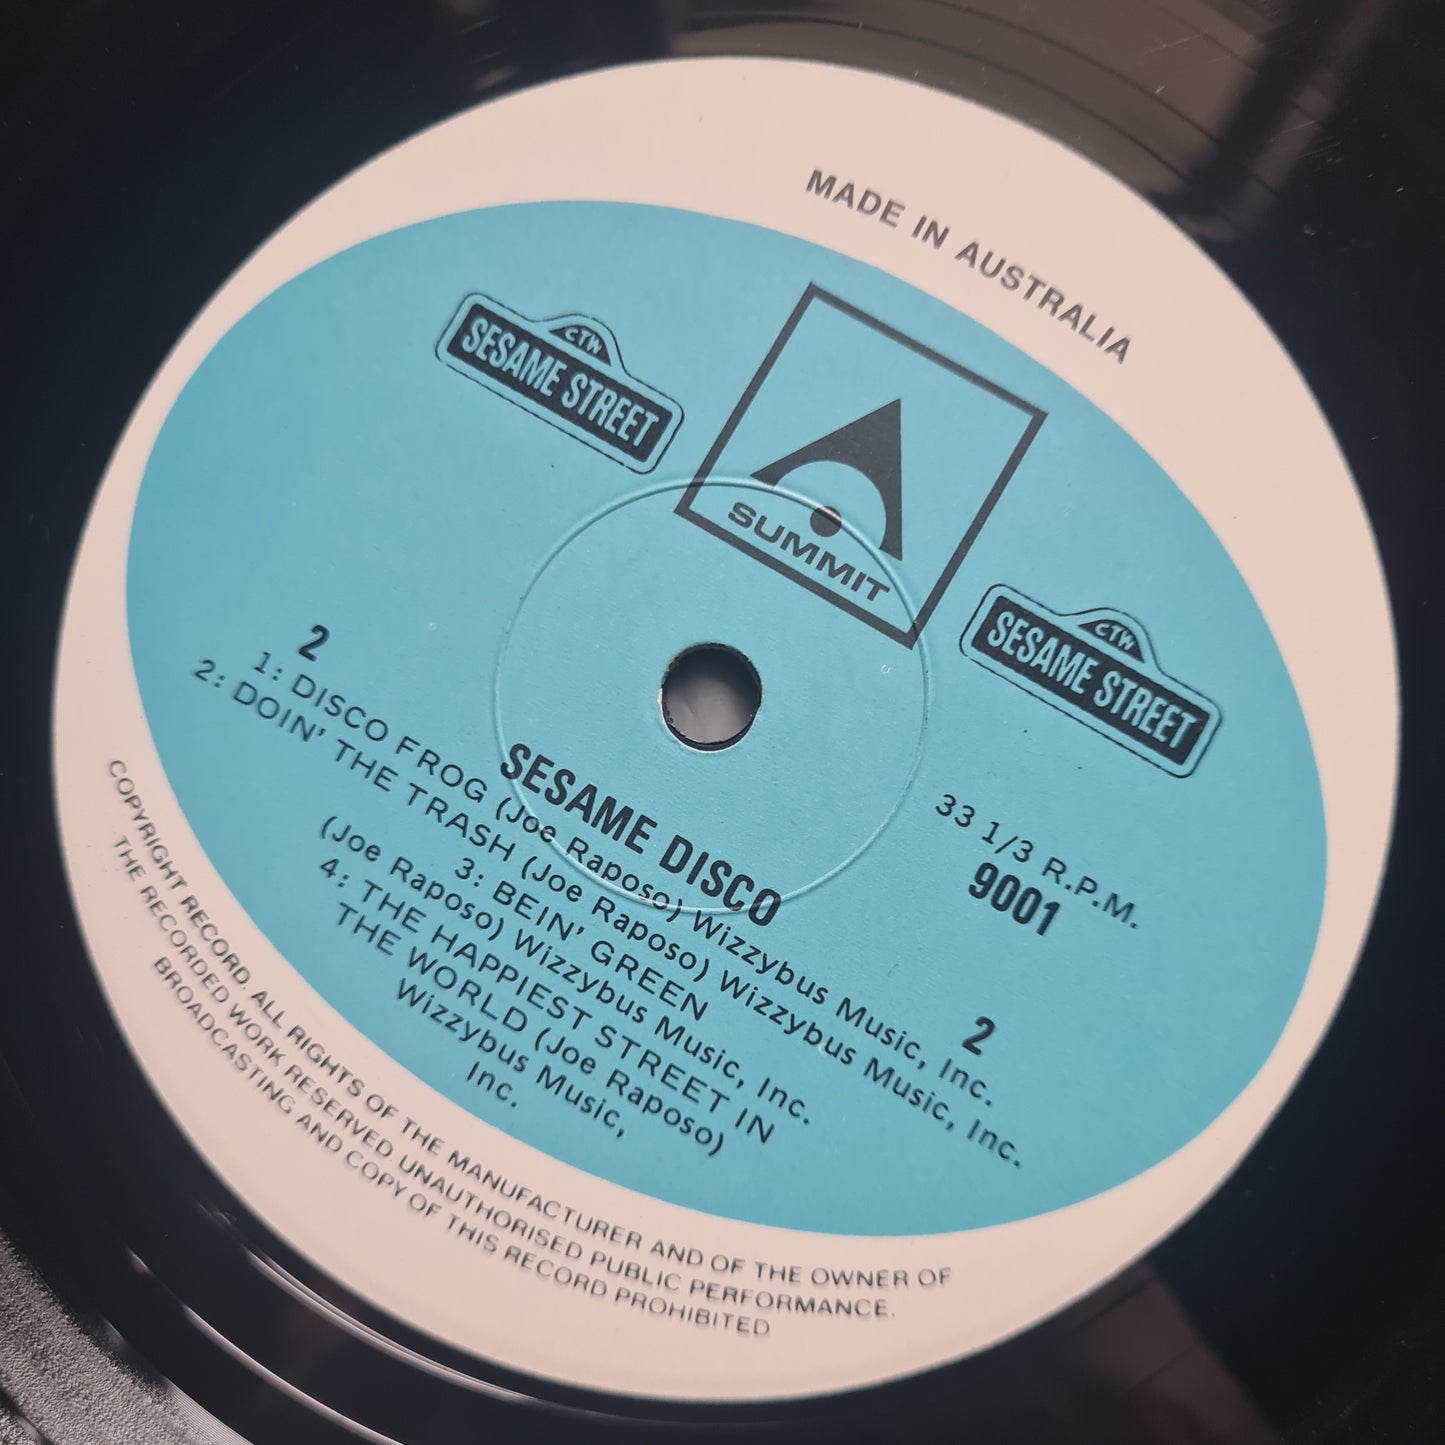 MADE IN AUSTRALIA
CTW
SESAME STREET
SUMMIT
CTW
SESAME STREET
33 1/3 R.P.M.
9001
SESAME DISCO
2
2
1: DISCO FROG (Joe Raposo) Wizzybus Music, Inc.
2: DOIN' THE TRASH (Joe Raposo) Wizzybus Music, Inc.
3: BEIN' GREEN
(Joe Raposo) Wizzybus Music, Inc.
4: THE HAPPIEST STREET IN
THE WORLD (Joe Raposo)
Wizzybus Music,
Inc.
COPYRIGHT RECORD. ALL RIGHTS OF THE MANUFACTURER AND OF THE OWNER OF
THE RECORDED WORK RESERVED UNAUTHORISED PUBLIC PERFORMANCE.
BROADCASTING AND COPY OF THIS RECORD PROHIBITED